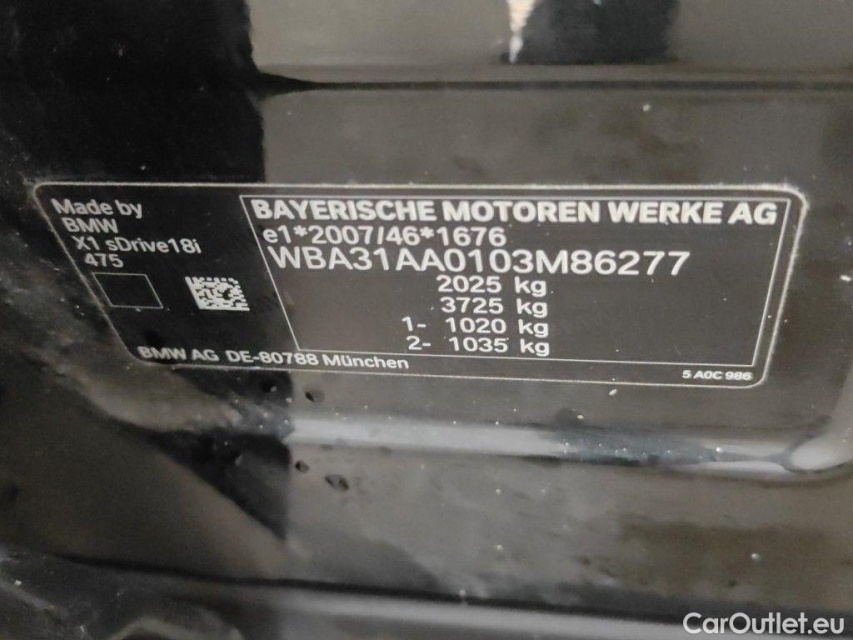 Made by
BMW
X1 sDrive18i
475
BAYERISCHE MOTOREN WERKE AG
e1*2007/46*1676
WBA31AA0103M86277
2025 kg
3725 kg
1- 1020 kg
2- 1035 kg
BMW AG DE-80788 München
5 A0C 986
CarOutlet.eu